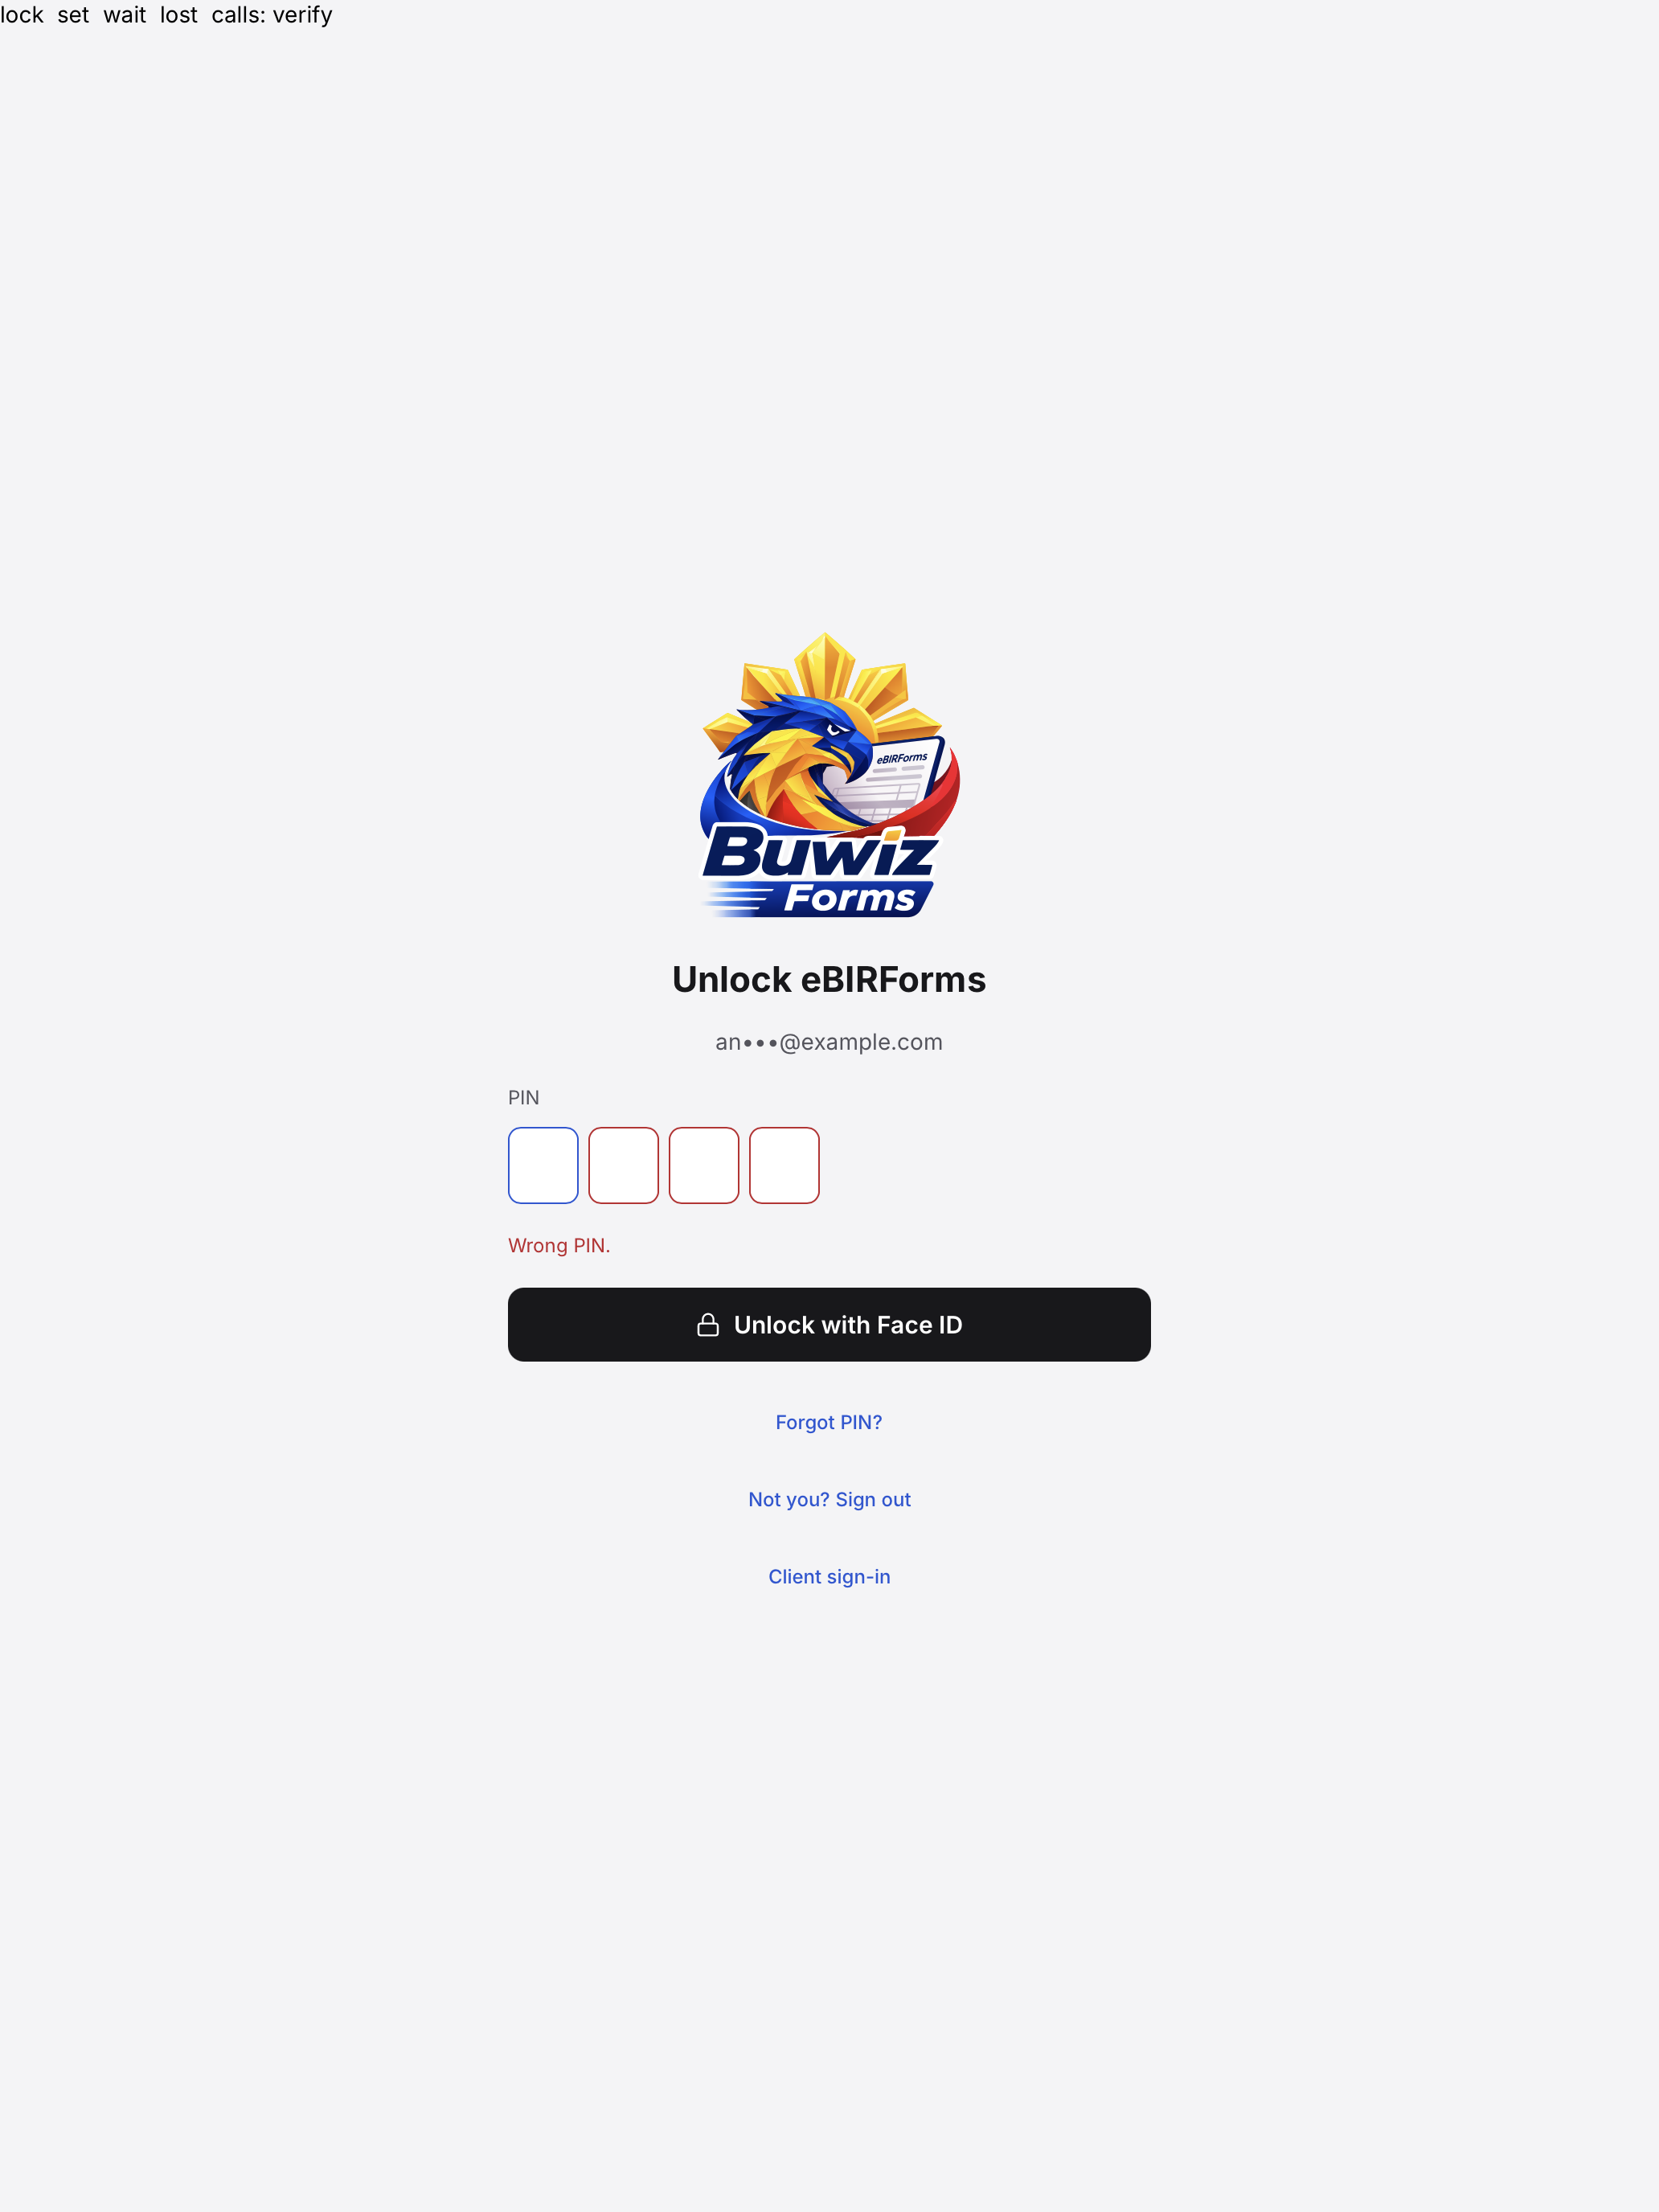 lock set wait lost calls: verify
eBIRForms
Buwiz
Forms
Unlock eBIRForms
an•••@example.com
PIN
Wrong PIN.
Unlock with Face ID
Forgot PIN?
Not you? Sign out
Client sign-in